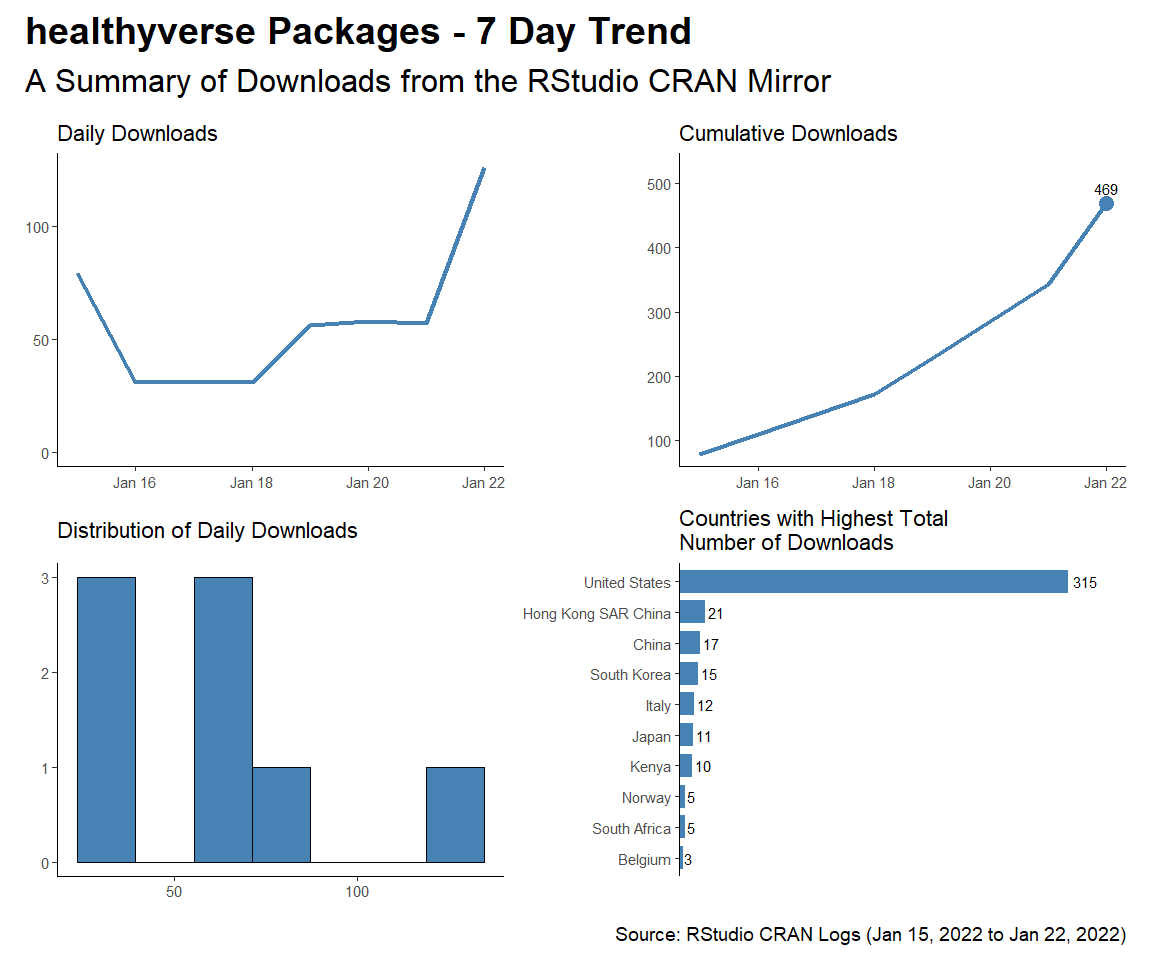 healthyverse Packages - 7 Day Trend
A Summary of Downloads from the RStudio CRAN Mirror
Daily Downloads
100
50
0
Jan 16 Jan 18 Jan 20 Jan 22
Cumulative Downloads
500
400
300
200
100
469
Jan 16 Jan 18 Jan 20 Jan 22
Distribution of Daily Downloads
3
2
1
0
50 100
Countries with Highest Total
Number of Downloads
United States 315
Hong Kong SAR China 21
China 17
South Korea 15
Italy 12
Japan 11
Kenya 10
Norway 5
South Africa 5
Belgium 3
Source: RStudio CRAN Logs (Jan 15, 2022 to Jan 22, 2022)